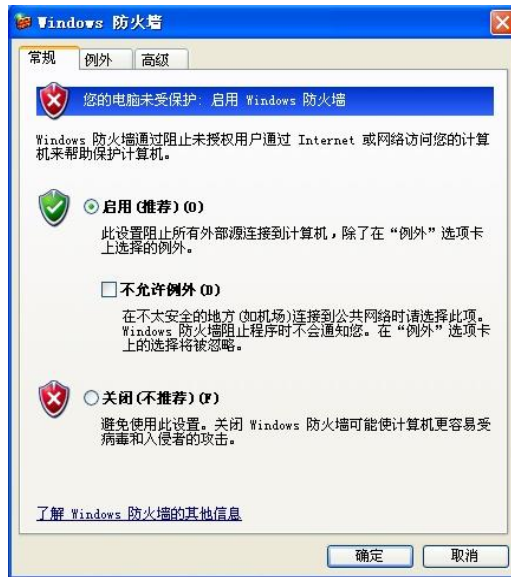 Windows 防火墙
常规 例外 高级
您的电脑未受保护: 启用 Windows 防火墙
Windows 防火墙通过阻止未授权用户通过 Internet 或网络访问您的计算
机来帮助保护计算机。
启用(推荐)(O)
此设置阻止所有外部源连接到计算机，除了在“例外”选项卡
上选择的例外。
不允许例外(D)
在不太安全的地方(如机场)连接到公共网络时请选择此项。
Windows 防火墙阻止程序时不会通知您。在“例外”选项卡
上的选择将被忽略。
关闭(不推荐)(F)
避免使用此设置。关闭 Windows 防火墙可能使计算机更容易受
病毒和入侵者的攻击。
了解 Windows 防火墙的其他信息
确定 取消